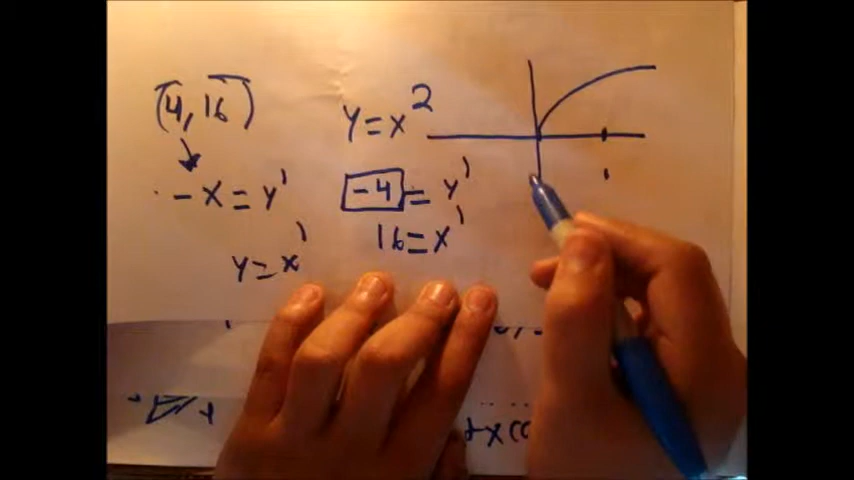 (4, 16)
y = x²
-x = y'
-4 = y'
y = x'
16 = x'